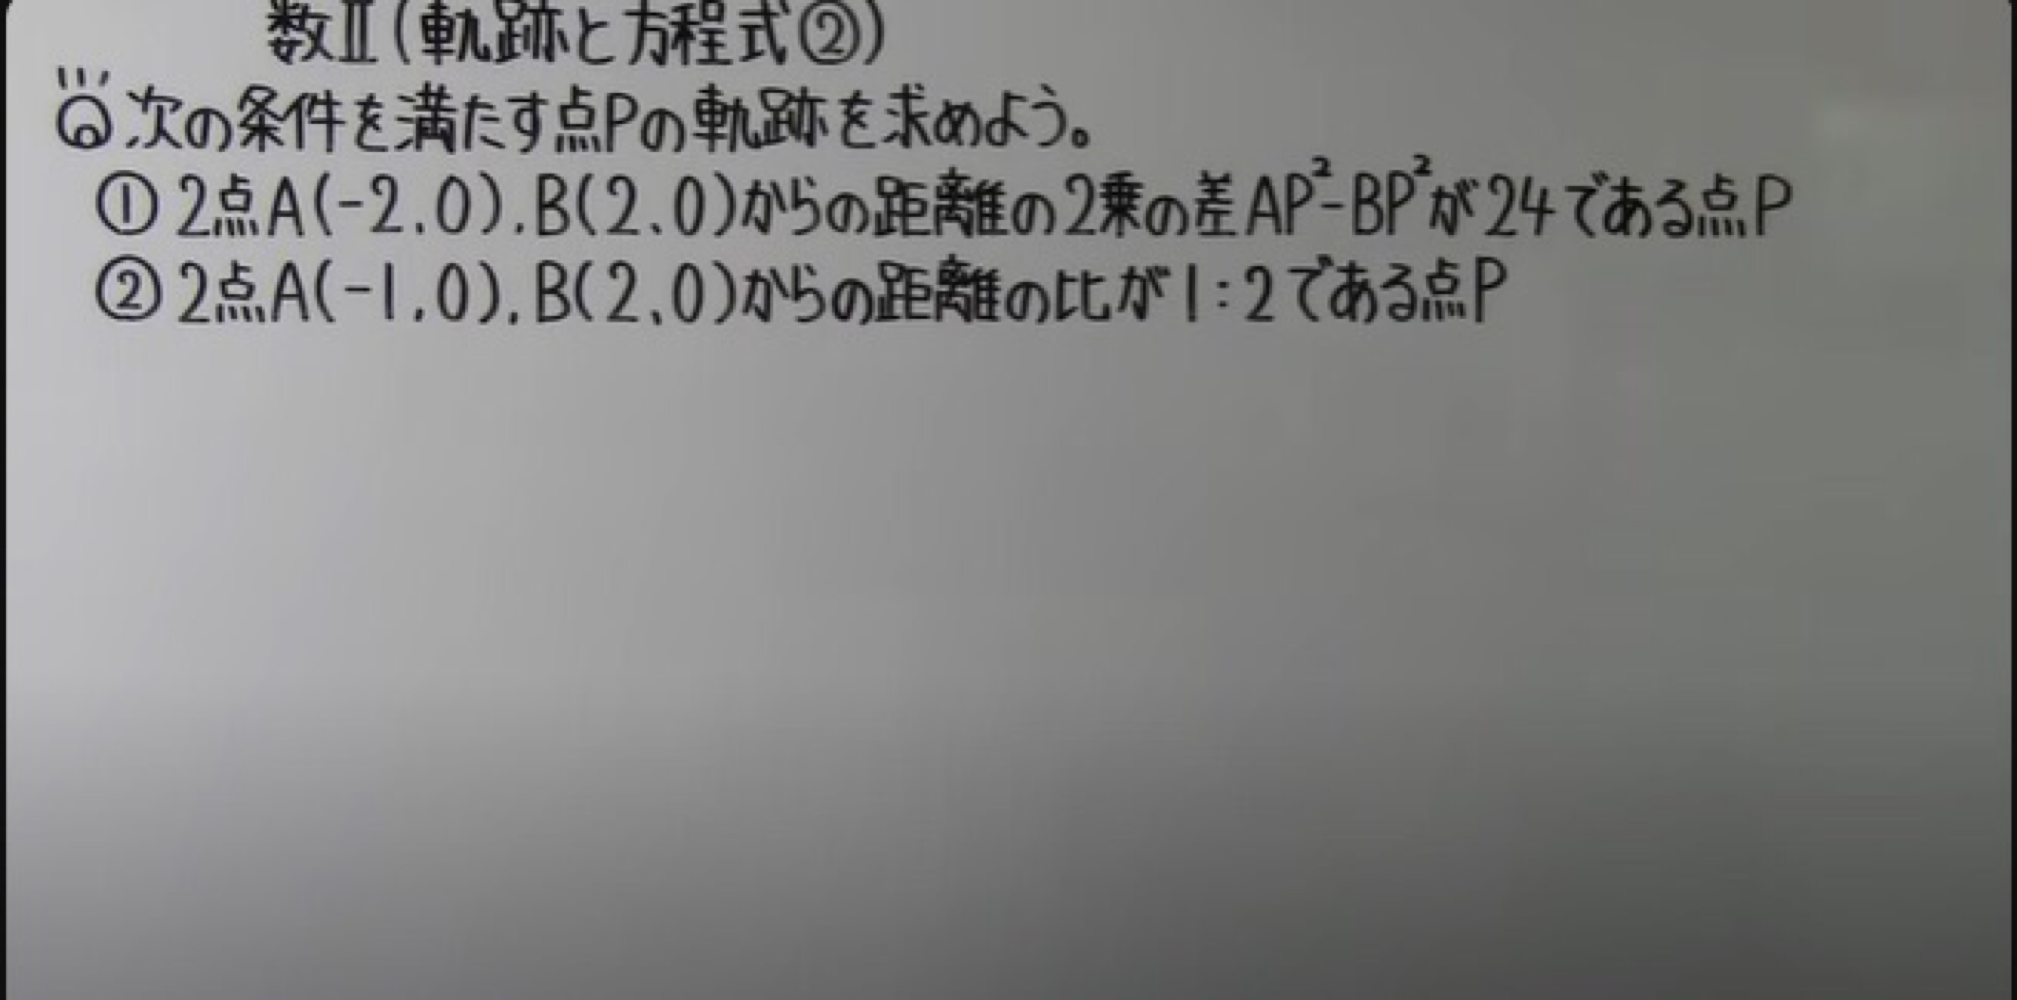 数Ⅱ(軌跡と方程式②)
Q.次の条件を満たす点Pの軌跡を求めよう。
①2点A(-2.0).B(2.0)からの距離の2乗の差AP²-BP²が24である点P
②2点A(-1.0).B(2.0)からの距離の比が1:2である点P